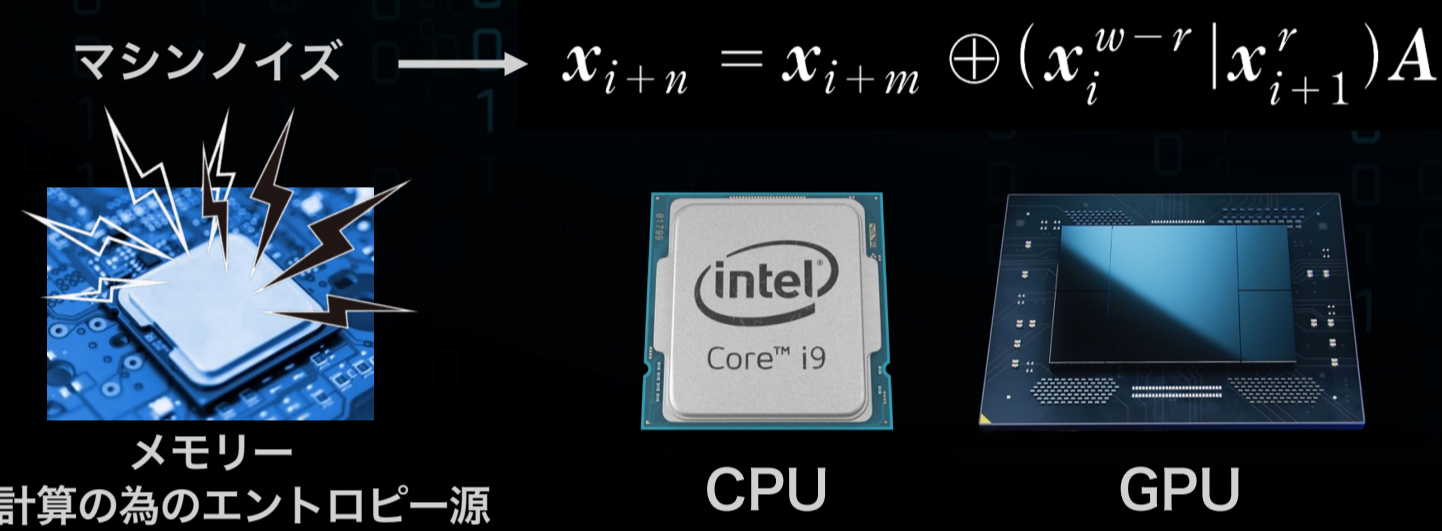 マシンノイズ
x_{i+n} = x_{i+m} ⊕ (x_i^{w-r} | x_{i+1}^r) A
intel®
Core™ i9
メモリー
計算の為のエントロピー源
CPU
GPU